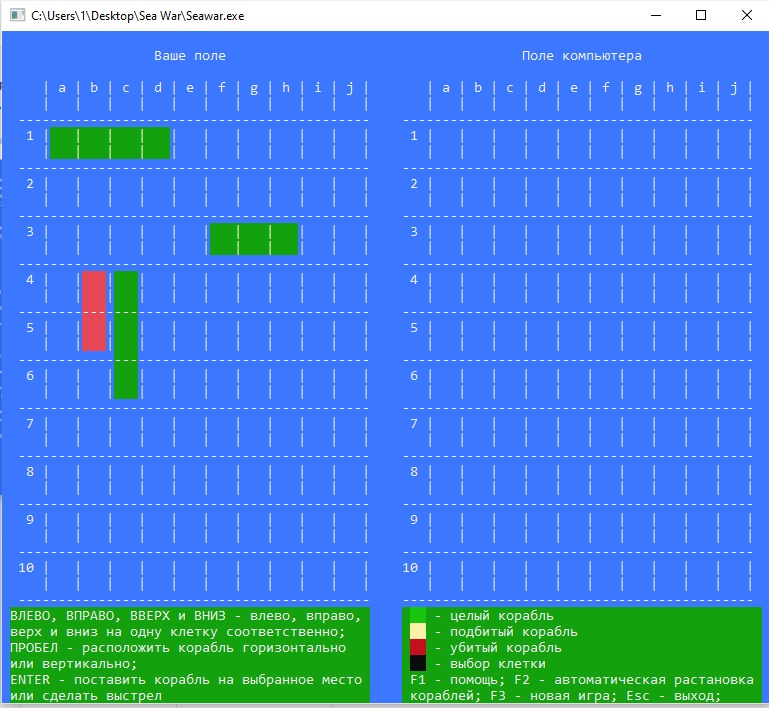 C:\Users\1\Desktop\Sea War\Seawar.exe
Ваше поле
| a | b | c | d | e | f | g | h | i | j |
1
2
3
4
5
6
7
8
9
10
ВЛЕВО, ВПРАВО, ВВЕРХ и ВНИЗ - влево, вправо,
верх и вниз на одну клетку соответственно;
ПРОБЕЛ - расположить корабль горизонтально
или вертикально;
ENTER - поставить корабль на выбранное место
или сделать выстрел
Поле компьютера
| a | b | c | d | e | f | g | h | i | j |
1
2
3
4
5
6
7
8
9
10
- целый корабль
- подбитый корабль
- убитый корабль
- выбор клетки
F1 - помощь; F2 - автоматическая растановка
кораблей; F3 - новая игра; Esc - выход;